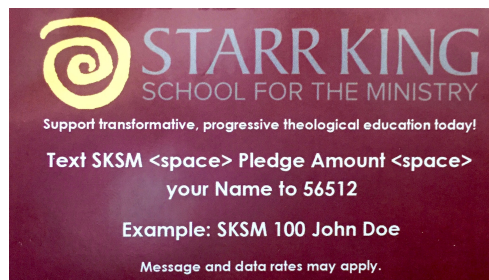 STARR KING
SCHOOL FOR THE MINISTRY
Support transformative, progressive theological education today!
Text SKSM <space> Pledge Amount <space>
your Name to 56512
Example: SKSM 100 John Doe
Message and data rates may apply.